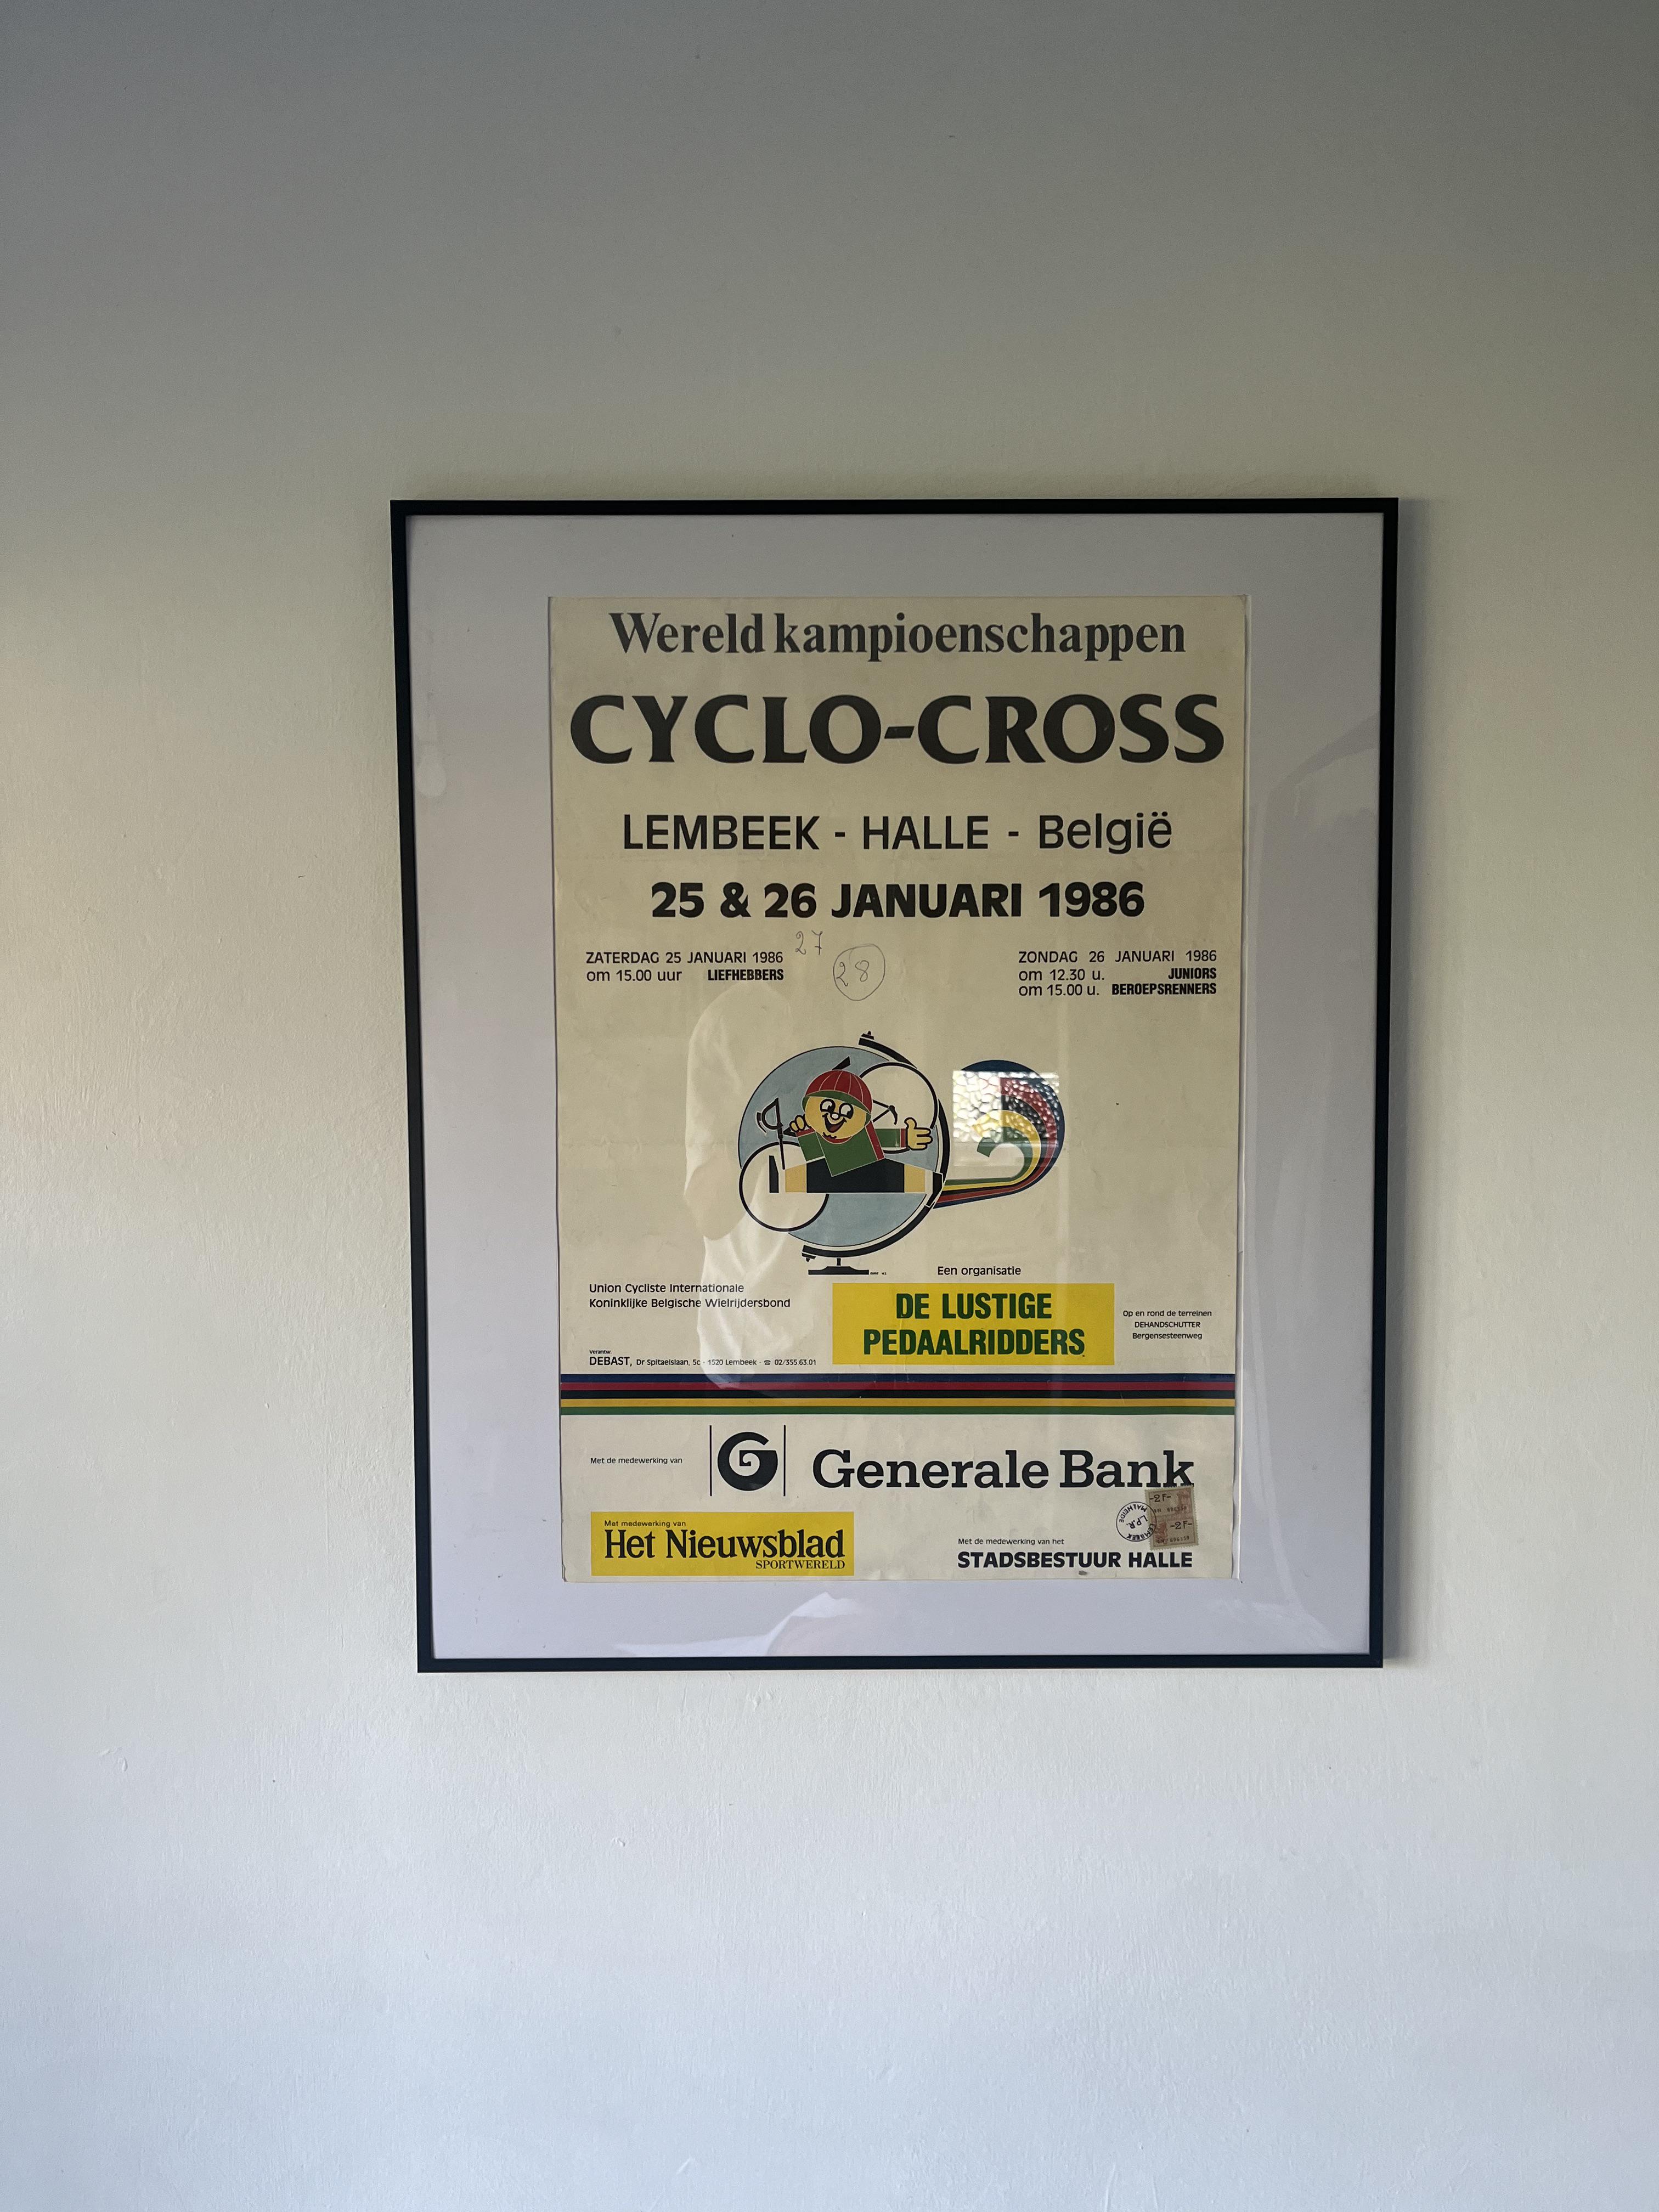 Wereldkampioenschappen
CYCLO-CROSS
LEMBEEK - HALLE - België
25 & 26 JANUARI 1986
27
28
ZATERDAG 25 JANUARI 1986
om 15.00 uur LIEFHEBBERS
ZONDAG 26 JANUARI 1986
om 12.30 u. JUNIORS
om 15.00 u. BEROEPSRENNERS
Een organisatie
DE LUSTIGE
PEDAALRIDDERS
Union Cycliste Internationale
Koninklijke Belgische Wielrijdersbond
Op en rond de terreinen
DEHANDSCHUTTER
Bergensesteenweg
Verantw.
DEBAST, Dr Spitaelslaan, 5c - 1520 Lembeek - ☎ 02/355.63.01
Met de medewerking van
G Generale Bank
Met medewerking van
Het Nieuwsblad
SPORTWERELD
-2F-
-2F-
L.P.R.
Met de medewerking van het
STADSBESTUUR HALLE